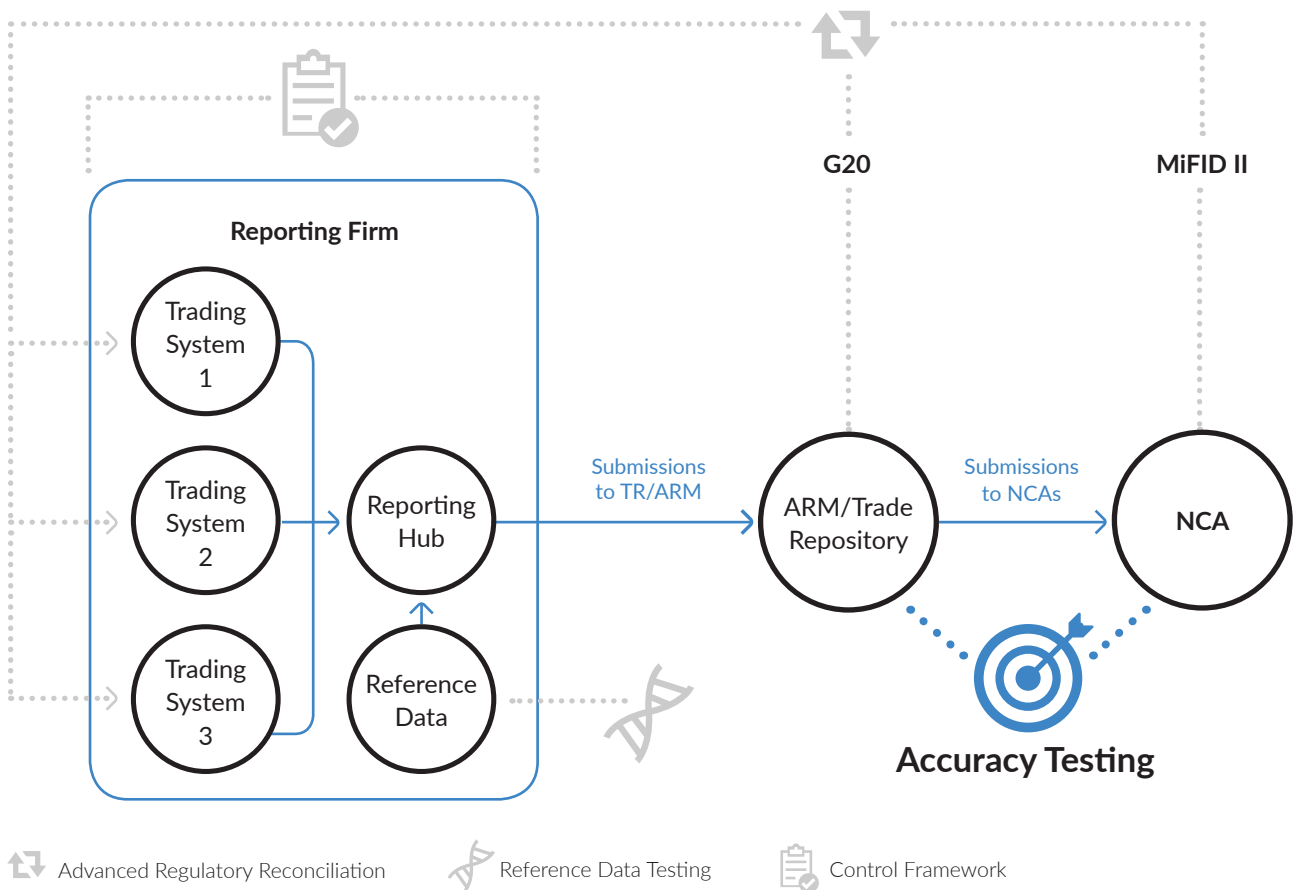 G20
MiFID II
Reporting Firm
Trading
System
1
Trading
System
2
Trading
System
3
Reporting
Hub
Reference
Data
Submissions
to TR/ARM
ARM/Trade
Repository
Submissions
to NCAs
NCA
Accuracy Testing
Advanced Regulatory Reconciliation
Reference Data Testing
Control Framework